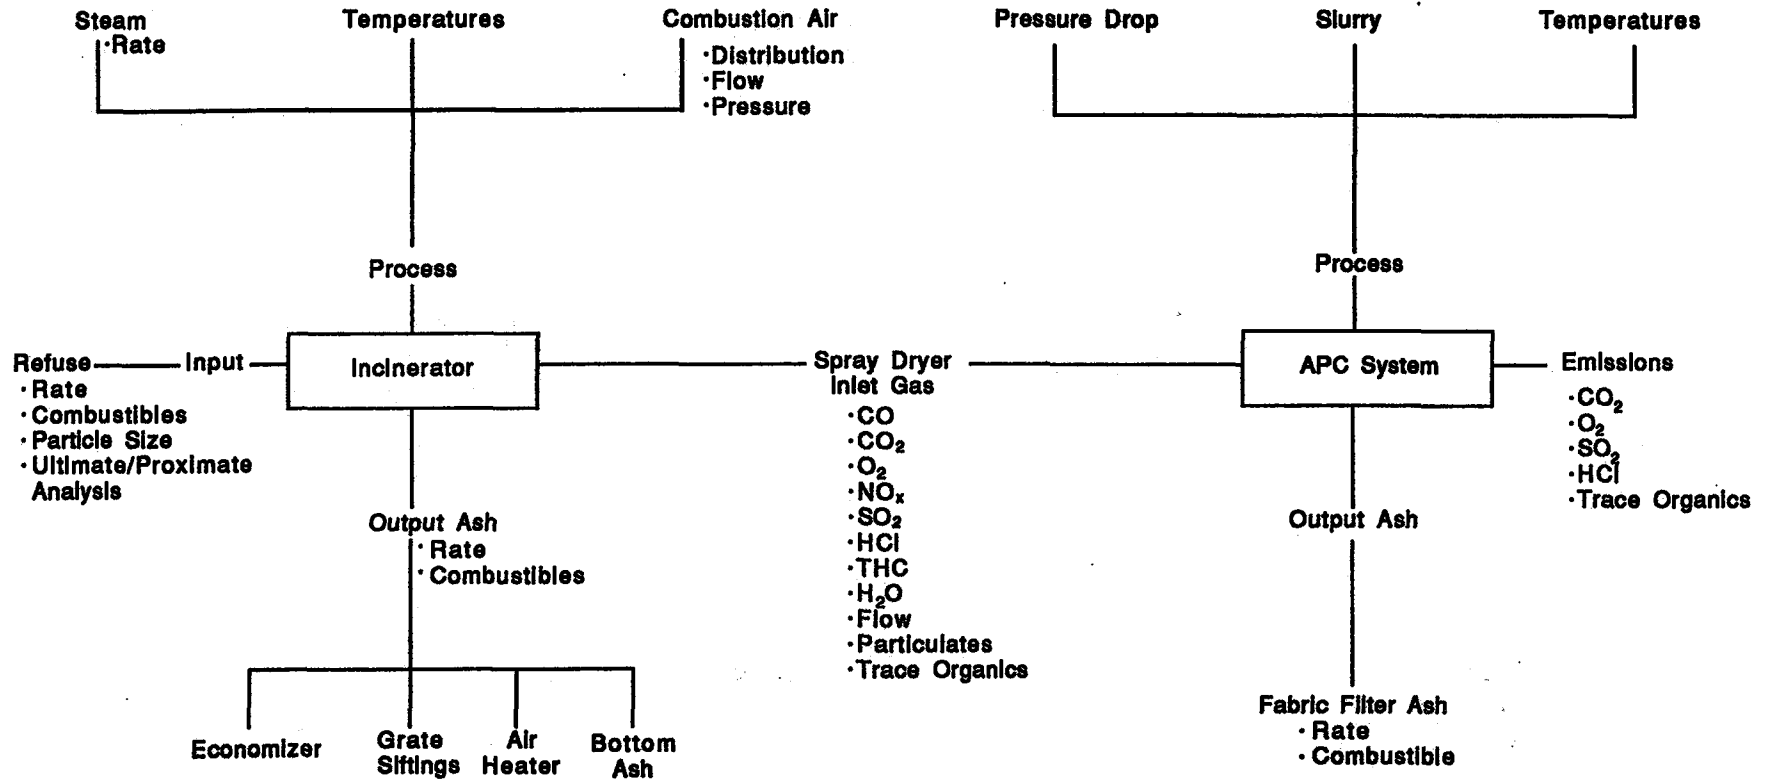 Steam
·Rate
Temperatures
Combustion Air
·Distribution
·Flow
·Pressure
Pressure Drop
Slurry
Temperatures
Process
Process
Refuse
·Rate
·Combustibles
·Particle Size
·Ultimate/Proximate
Analysis
Input
Incinerator
Spray Dryer
Inlet Gas
·CO
·CO₂
·O₂
·NOₓ
·SO₂
·HCl
·THC
·H₂O
·Flow
·Particulates
·Trace Organics
APC System
Emissions
·CO₂
·O₂
·SO₂
·HCl
·Trace Organics
Output Ash
·Rate
·Combustibles
Economizer
Grate
Siftings
Air
Heater
Bottom
Ash
Output Ash
Fabric Filter Ash
·Rate
·Combustible